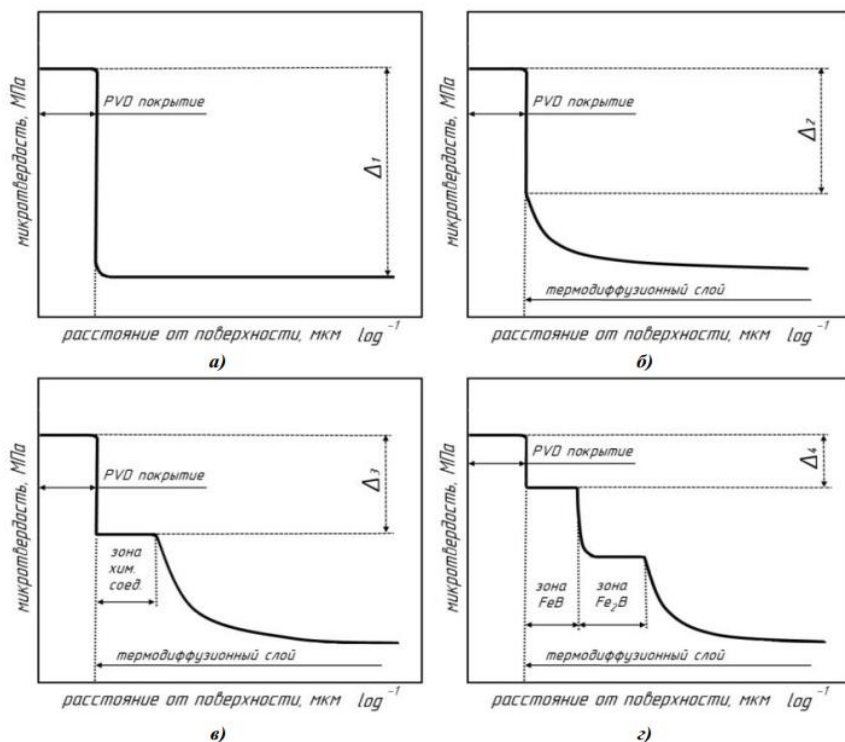 микротвердость, МПа
PVD покрытие
Δ₁
расстояние от поверхности, мкм log⁻¹
а)
микротвердость, МПа
PVD покрытие
Δ₂
термодиффузионный слой
расстояние от поверхности, мкм log⁻¹
б)
микротвердость, МПа
PVD покрытие
Δ₃
зона
хим.
соед.
термодиффузионный слой
расстояние от поверхности, мкм log⁻¹
в)
микротвердость, МПа
PVD покрытие
Δ₄
зона
FeB
зона
Fe₂B
термодиффузионный слой
расстояние от поверхности, мкм log⁻¹
г)